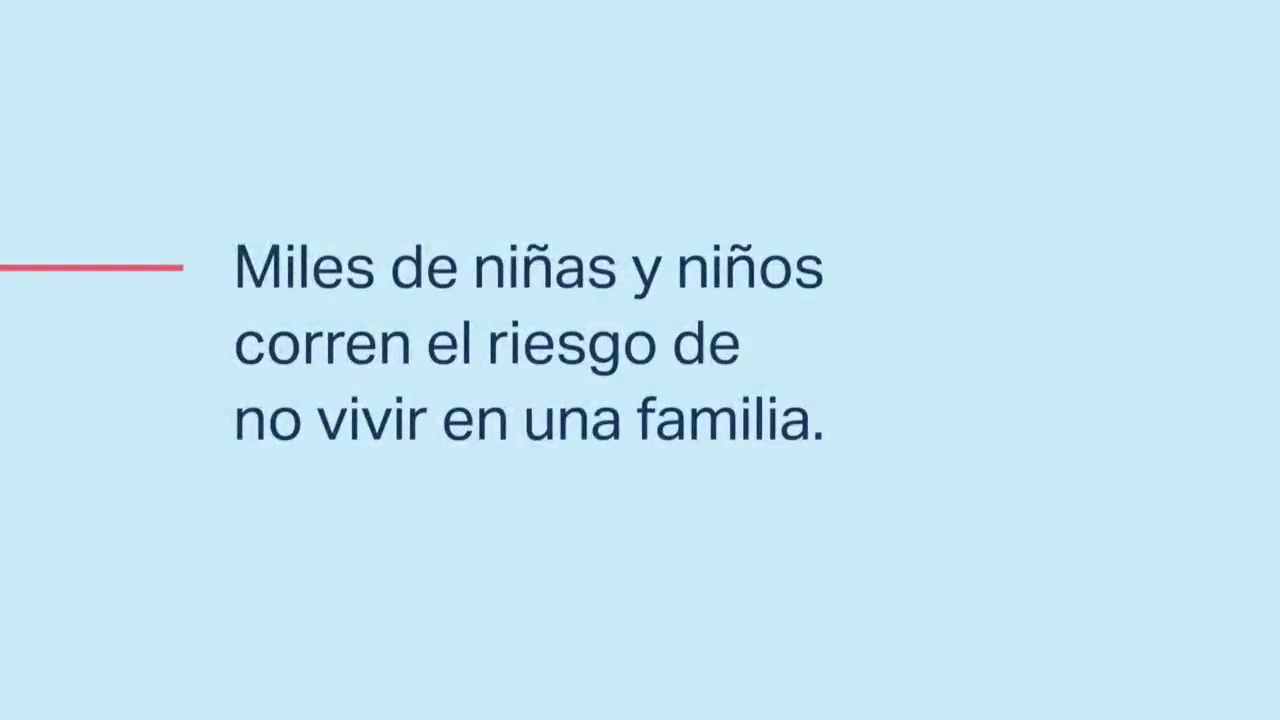 Miles de niñas y niños
corren el riesgo de
no vivir en una familia.